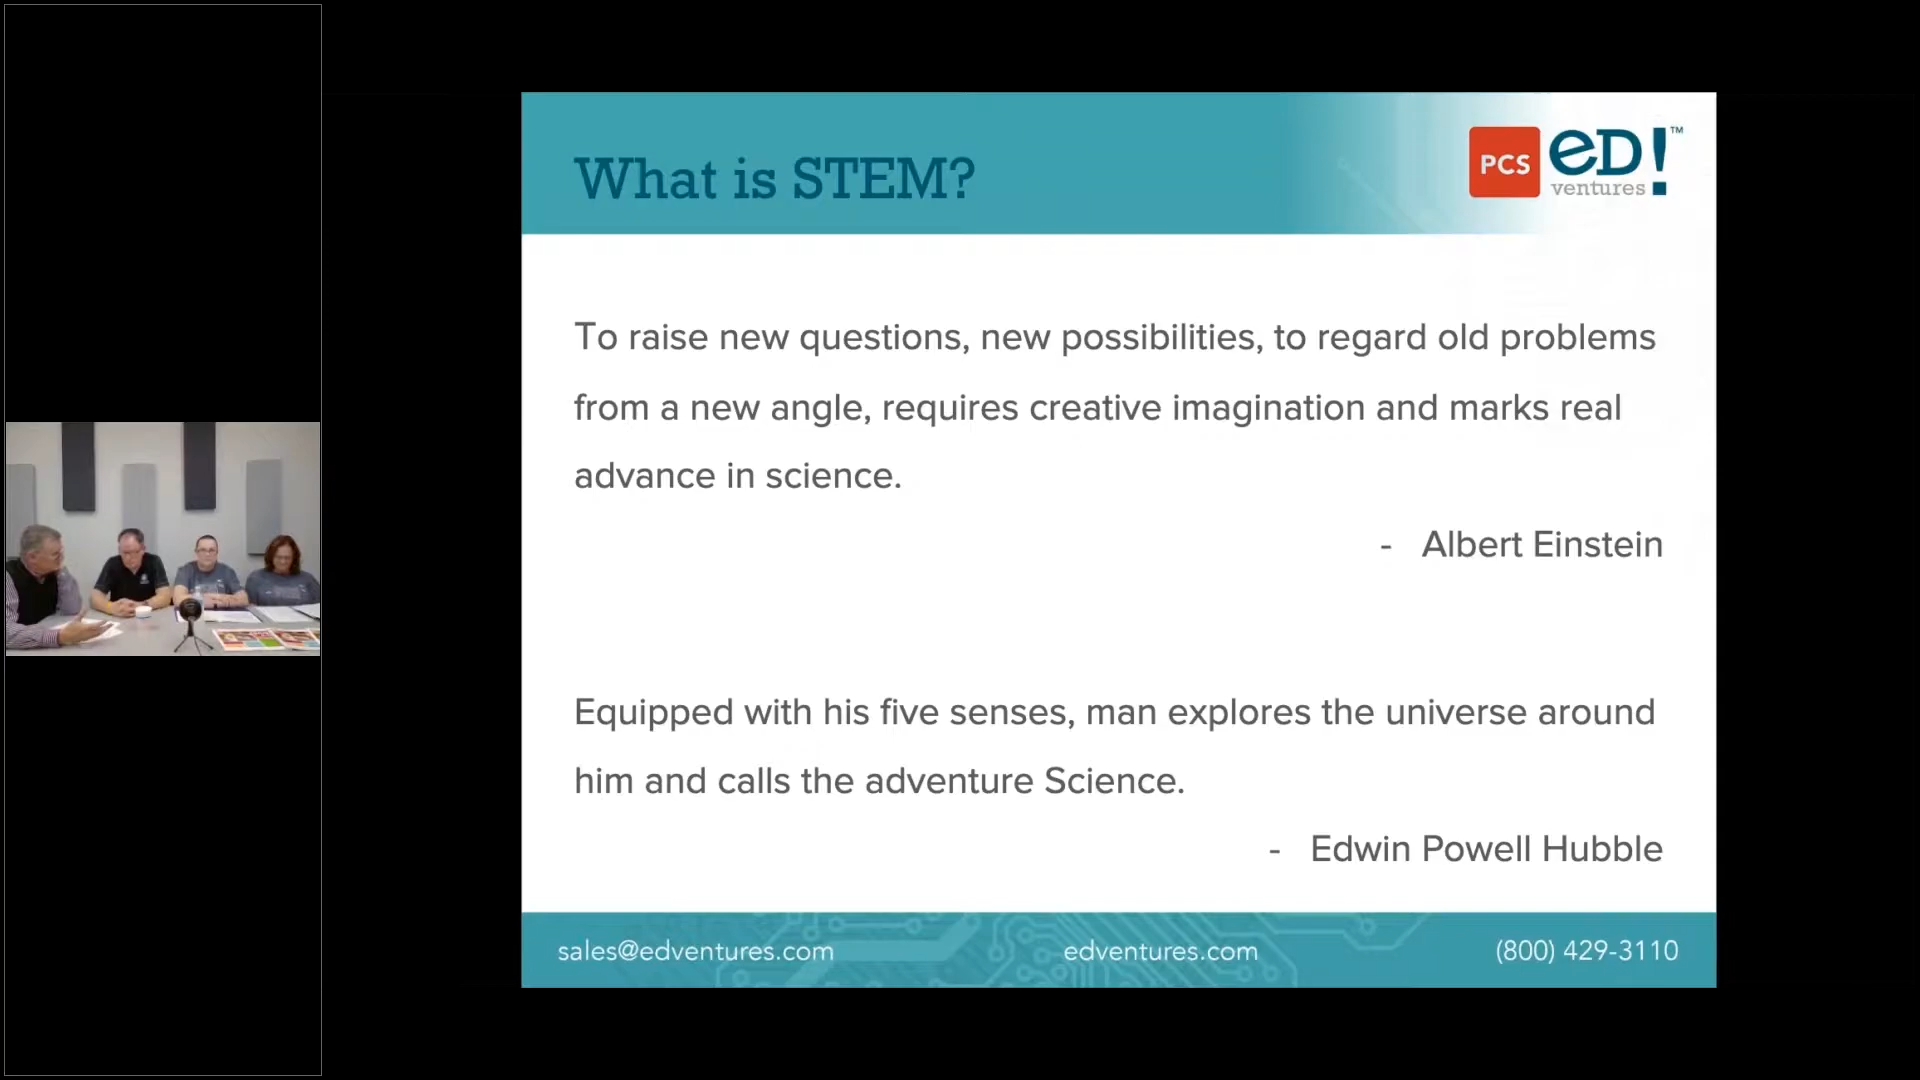 What is STEM?
PCS
eD!™
ventures
To raise new questions, new possibilities, to regard old problems
from a new angle, requires creative imagination and marks real
advance in science.
- Albert Einstein
Equipped with his five senses, man explores the universe around
him and calls the adventure Science.
- Edwin Powell Hubble
sales@edventures.com
edventures.com
(800) 429-3110